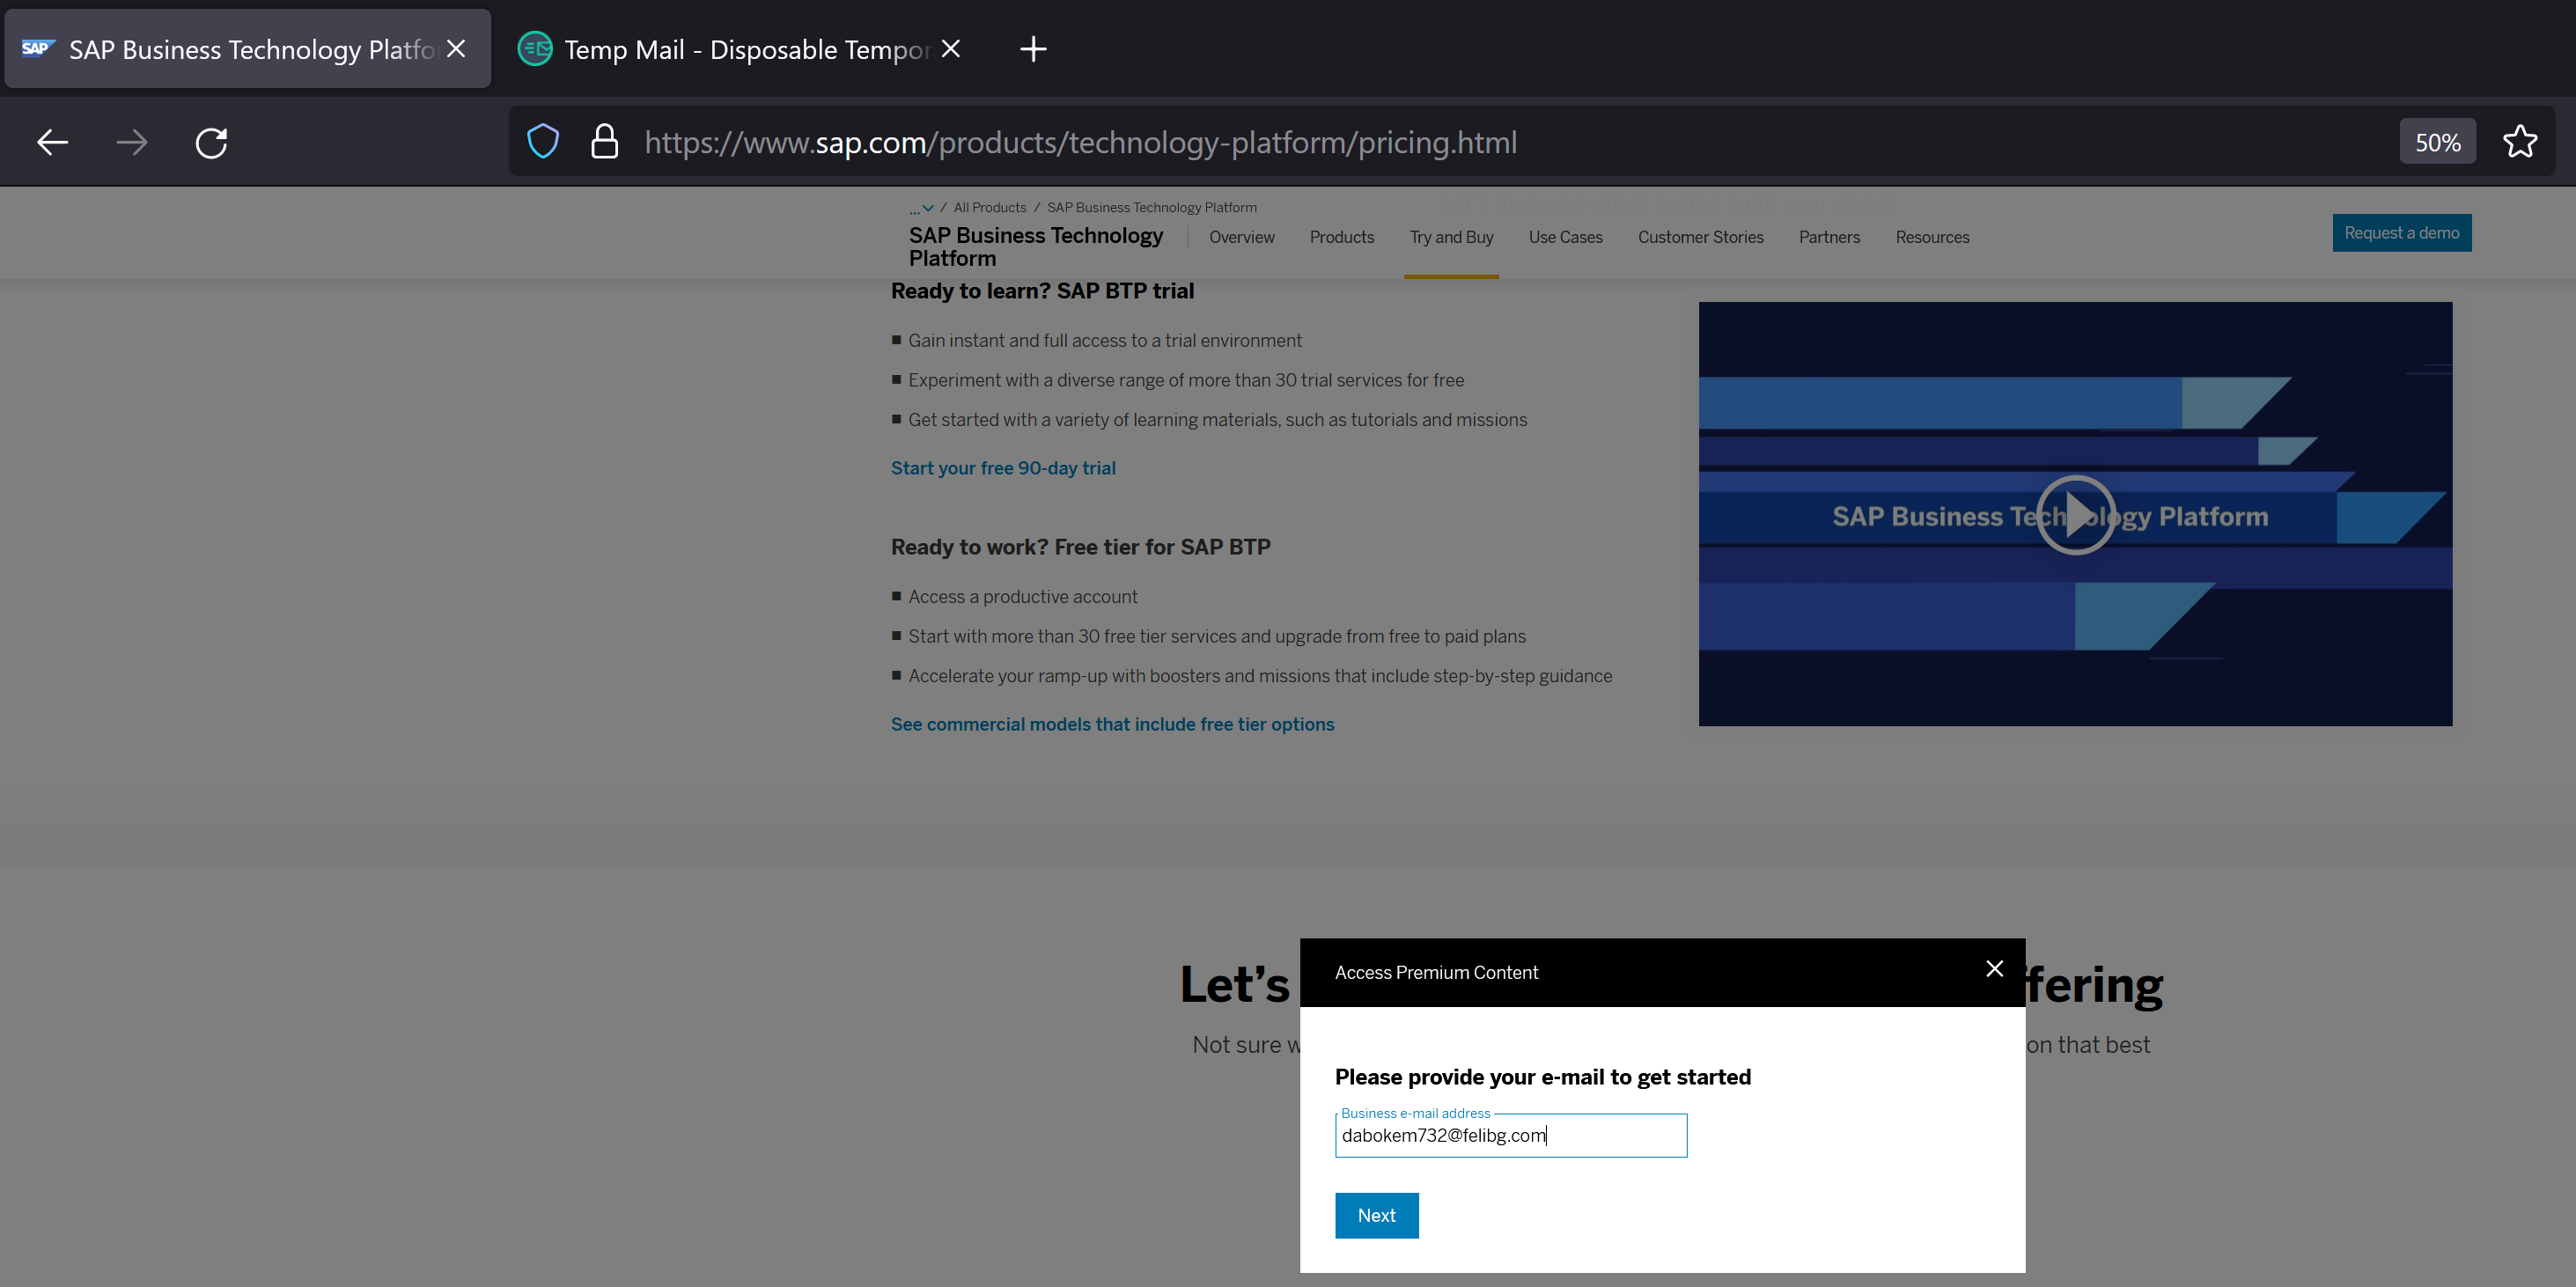 SAP SAP Business Technology Platfo
Temp Mail - Disposable Tempor
https://www.sap.com/products/technology-platform/pricing.html
50%
... / All Products / SAP Business Technology Platform
SAP Business Technology
Platform
Overview Products Try and Buy Use Cases Customer Stories Partners Resources
Request a demo
Ready to learn? SAP BTP trial
Gain instant and full access to a trial environment
Experiment with a diverse range of more than 30 trial services for free
Get started with a variety of learning materials, such as tutorials and missions
Start your free 90-day trial
Ready to work? Free tier for SAP BTP
Access a productive account
Start with more than 30 free tier services and upgrade from free to paid plans
Accelerate your ramp-up with boosters and missions that include step-by-step guidance
See commercial models that include free tier options
SAP Business Technology Platform
Let's
fering
Not sure w
on that best
Access Premium Content
Please provide your e-mail to get started
Business e-mail address
dabokem732@felibg.com
Next